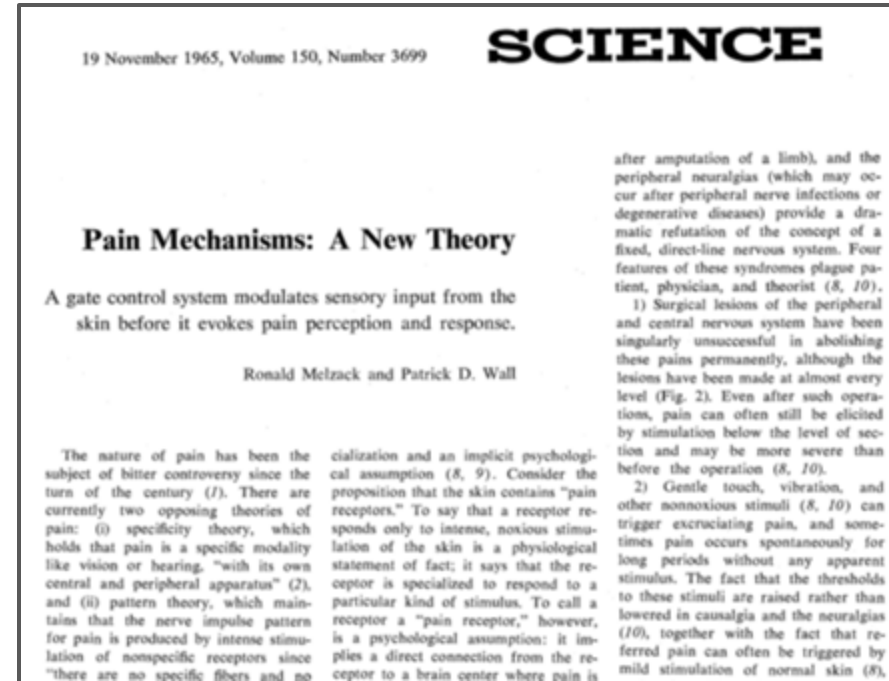 19 November 1965, Volume 150, Number 3699
SCIENCE
Pain Mechanisms: A New Theory
A gate control system modulates sensory input from the
skin before it evokes pain perception and response.
Ronald Melzack and Patrick D. Wall
The nature of pain has been the
subject of bitter controversy since the
turn of the century (1). There are
currently two opposing theories of
pain: (i) specificity theory, which
holds that pain is a specific modality
like vision or hearing, "with its own
central and peripheral apparatus" (2),
and (ii) pattern theory, which main-
tains that the nerve impulse pattern
for pain is produced by intense stimu-
lation of nonspecific receptors since
"there are no specific fibers and no
cialization and an implicit psychologi-
cal assumption (8, 9). Consider the
proposition that the skin contains "pain
receptors." To say that a receptor re-
sponds only to intense, noxious stimu-
lation of the skin is a physiological
statement of fact; it says that the re-
ceptor is specialized to respond to a
particular kind of stimulus. To call a
receptor a "pain receptor," however,
is a psychological assumption: it im-
plies a direct connection from the re-
ceptor to a brain center where pain is
after amputation of a limb), and the
peripheral neuralgias (which may oc-
cur after peripheral nerve infections or
degenerative diseases) provide a dra-
matic refutation of the concept of a
fixed, direct-line nervous system. Four
features of these syndromes plague pa-
tient, physician, and theorist (8, 10).
1) Surgical lesions of the peripheral
and central nervous system have been
singularly unsuccessful in abolishing
these pains permanently, although the
lesions have been made at almost every
level (Fig. 2). Even after such opera-
tions, pain can often still be elicited
by stimulation below the level of sec-
tion and may be more severe than
before the operation (8, 10).
2) Gentle touch, vibration, and
other nonnoxious stimuli (8, 10) can
trigger excruciating pain, and some-
times pain occurs spontaneously for
long periods without any apparent
stimulus. The fact that the thresholds
to these stimuli are raised rather than
lowered in causalgia and the neuralgias
(10), together with the fact that re-
ferred pain can often be triggered by
mild stimulation of normal skin (8),